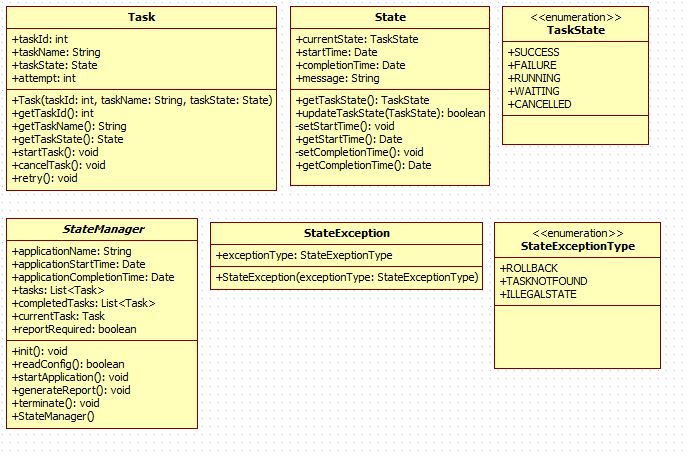 Task
+taskId: int
+taskName: String
+taskState: State
+attempt: int
+Task(taskId: int, taskName: String, taskState: State)
+getTaskId(): int
+getTaskName(): String
+getTaskState(): State
+startTask(): void
+cancelTask(): void
+retry(): void
State
+currentState: TaskState
+startTime: Date
+completionTime: Date
+message: String
+getTaskState(): TaskState
+updateTaskState(TaskState): boolean
-setStartTime(): void
+getStartTime(): Date
-setCompletionTime(): void
+getCompletionTime(): Date
<<enumeration>>
TaskState
+SUCCESS
+FAILURE
+RUNNING
+WAITING
+CANCELLED
StateManager
+applicationName: String
+applicationStartTime: Date
+applicationCompletionTime: Date
+tasks: List<Task>
+completedTasks: List<Task>
+currentTask: Task
+reportRequired: boolean
+init(): void
+readConfig(): boolean
+startApplication(): void
+generateReport(): void
+terminate(): void
+StateManager()
StateException
+exceptionType: StateExeptionType
+StateException(exceptionType: StateExceptionType)
<<enumeration>>
StateExceptionType
+ROLLBACK
+TASKNOTFOUND
+ILLEGALSTATE